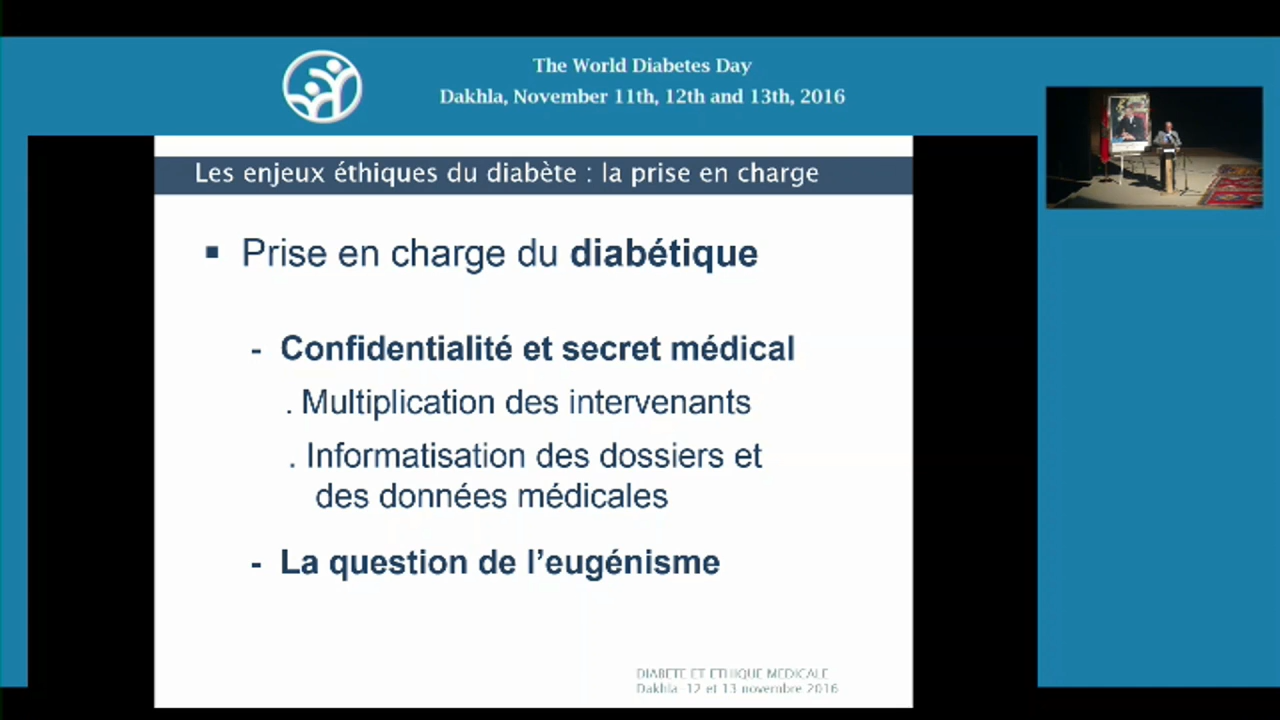 The World Diabetes Day
Dakhla, November 11th, 12th and 13th, 2016
Les enjeux éthiques du diabète : la prise en charge
▪ Prise en charge du diabétique
- Confidentialité et secret médical
. Multiplication des intervenants
. Informatisation des dossiers et
des données médicales
- La question de l'eugénisme
DIABETE ET ETHIQUE MEDICALE
Dakhla 12 et 13 novembre 2016